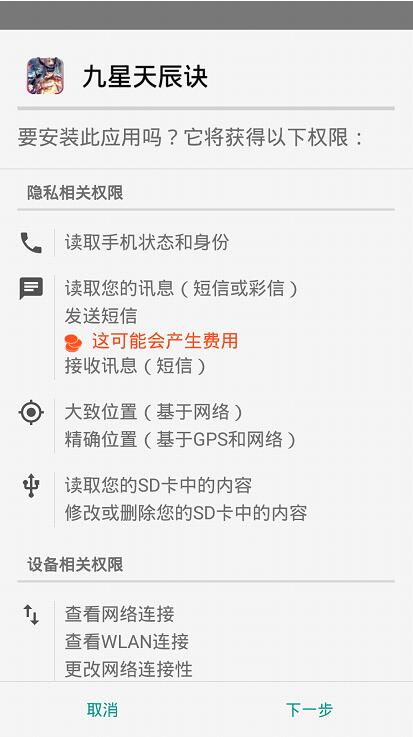 九星天辰诀
要安装此应用吗？它将获得以下权限：
隐私相关权限
读取手机状态和身份
读取您的讯息（短信或彩信）
发送短信
这可能会产生费用
接收讯息（短信）
大致位置（基于网络）
精确位置（基于GPS和网络）
读取您的SD卡中的内容
修改或删除您的SD卡中的内容
设备相关权限
查看网络连接
查看WLAN连接
更改网络连接性
取消
下一步